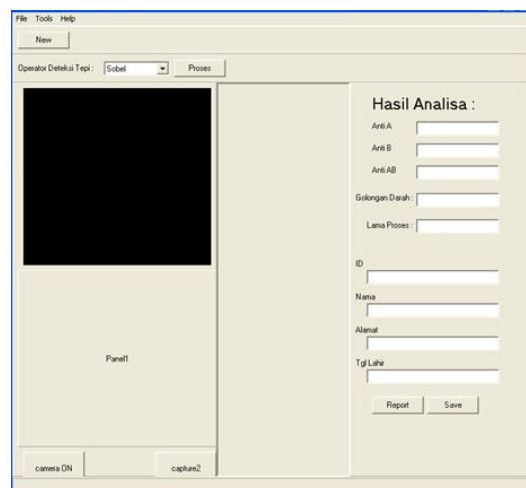 File Tools Help
New
Operator Deteksi Tepi : Sobel Proses
Hasil Analisa :
Anti A
Anti B
Anti AB
Golongan Darah :
Lama Proses :
ID
Nama
Alamat
Tgl Lahir
Report Save
Panel1
camera ON capture2